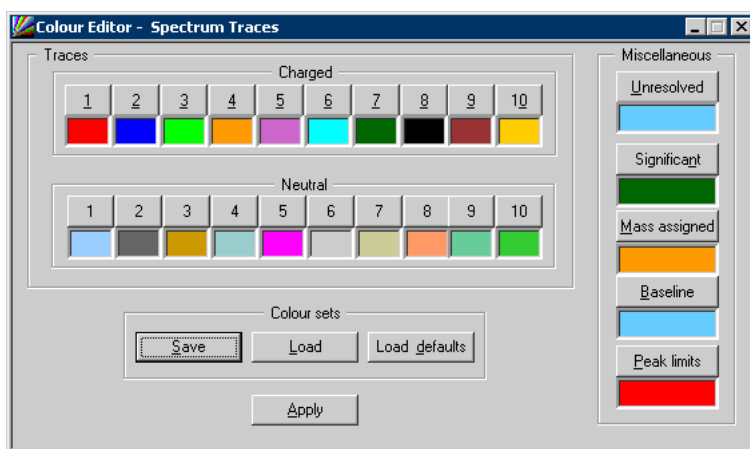 Colour Editor - Spectrum Traces
Traces
Charged
1 2 3 4 5 6 7 8 9 10
Neutral
1 2 3 4 5 6 7 8 9 10
Colour sets
Save Load Load defaults
Apply
Miscellaneous
Unresolved
Significant
Mass assigned
Baseline
Peak limits